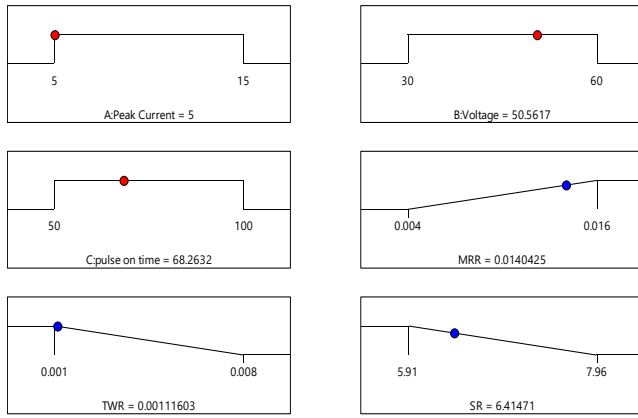 5 15
A:Peak Current = 5
30 60
B:Voltage = 50.5617
50 100
C:pulse on time = 68.2632
0.004 0.016
MRR = 0.0140425
0.001 0.008
TWR = 0.00111603
5.91 7.96
SR = 6.41471